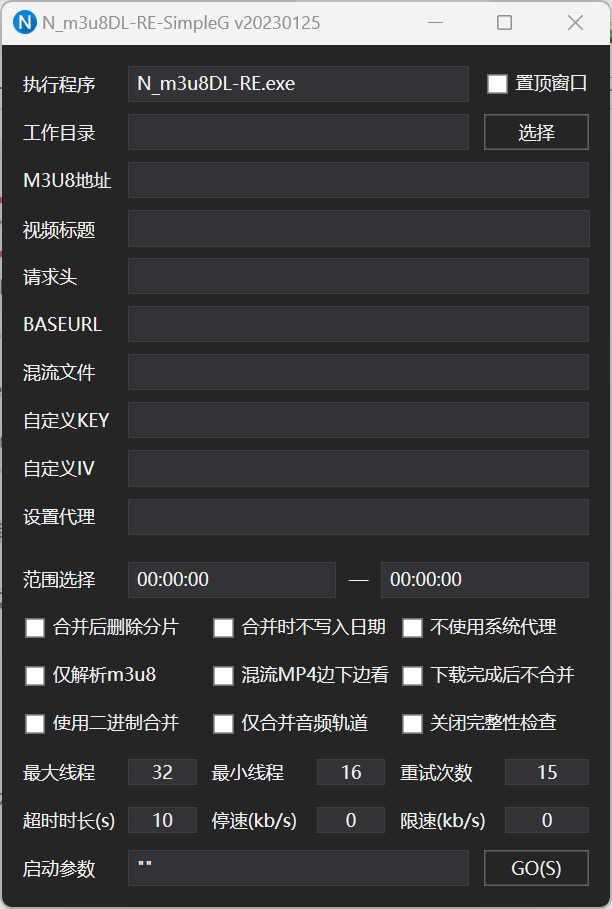 N_m3u8DL-RE-SimpleG v20230125
执行程序 N_m3u8DL-RE.exe 置顶窗口
工作目录 选择
M3U8地址
视频标题
请求头
BASEURL
混流文件
自定义KEY
自定义IV
设置代理
范围选择 00:00:00 — 00:00:00
合并后删除分片 合并时不写入日期 不使用系统代理
仅解析m3u8 混流MP4边下边看 下载完成后不合并
使用二进制合并 仅合并音频轨道 关闭完整性检查
最大线程 32 最小线程 16 重试次数 15
超时时长(s) 10 停速(kb/s) 0 限速(kb/s) 0
启动参数 "" GO(S)